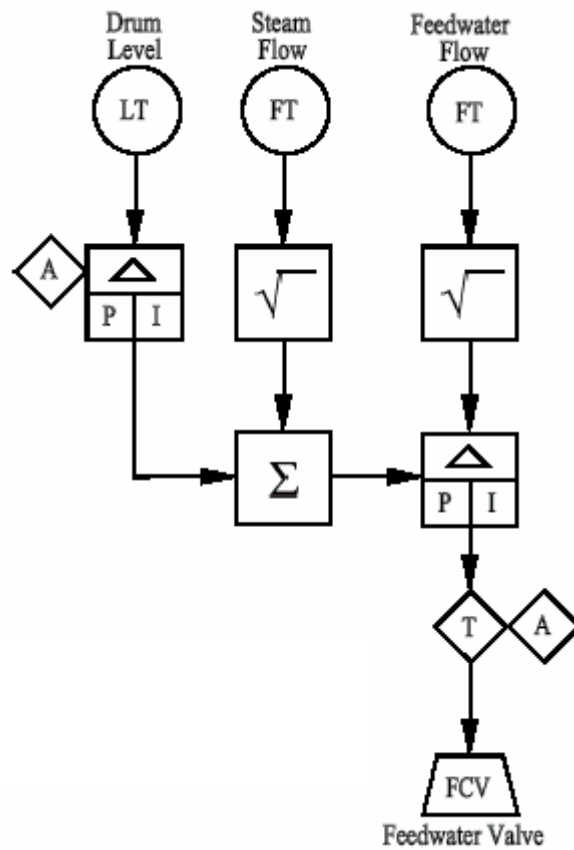 Drum
Level
Steam
Flow
Feedwater
Flow
LT
FT
FT
A
Δ
P I
√
√
Σ
Δ
P I
T
A
FCV
Feedwater Valve